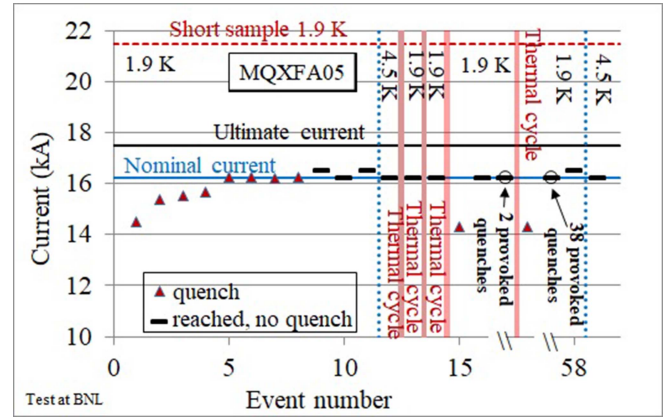 22
20
18
16
14
12
10
Current (kA)
Short sample 1.9 K
1.9 K
MQXFA05
4.5 K
1.9 K
1.9 K
1.9 K
Thermal cycle
1.9 K
4.5 K
Ultimate current
Nominal current
Thermal cycle
Thermal cycle
Thermal cycle
2 provoked
quenches
38 provoked
quenches
quench
reached, no quench
0
5
10
15
58
Test at BNL
Event number